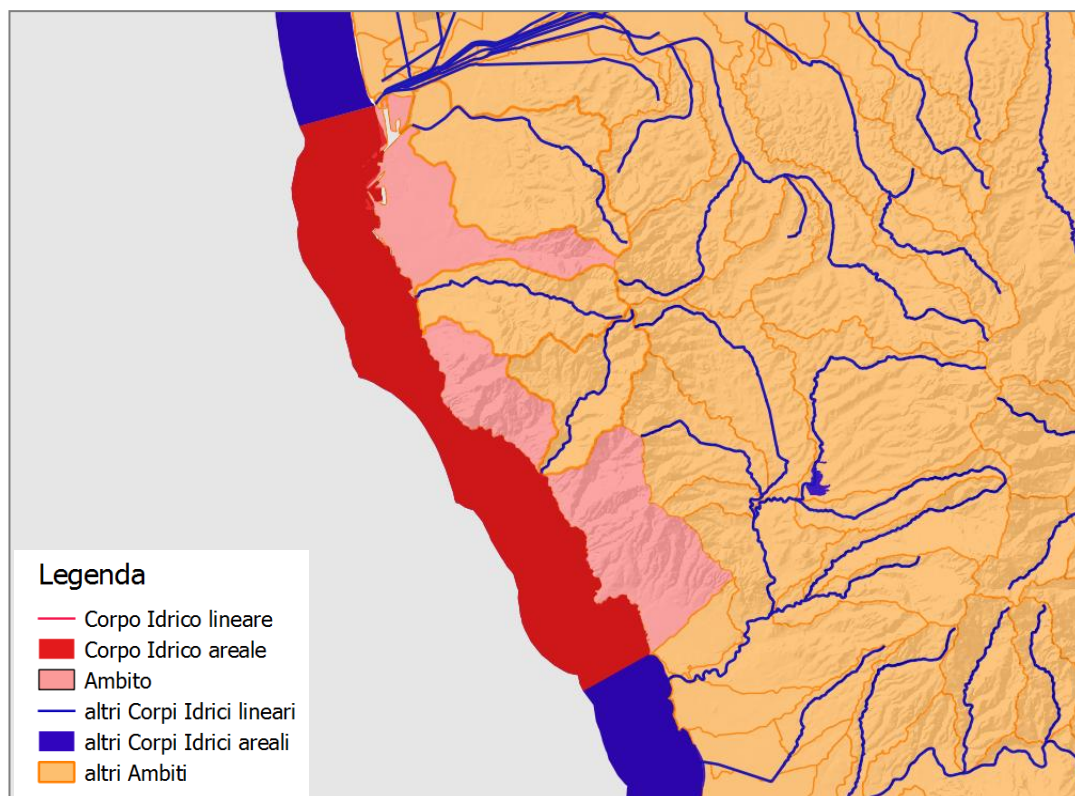 Legenda
Corpo Idrico lineare
Corpo Idrico areale
Ambito
altri Corpi Idrici lineari
altri Corpi Idrici areali
altri Ambiti